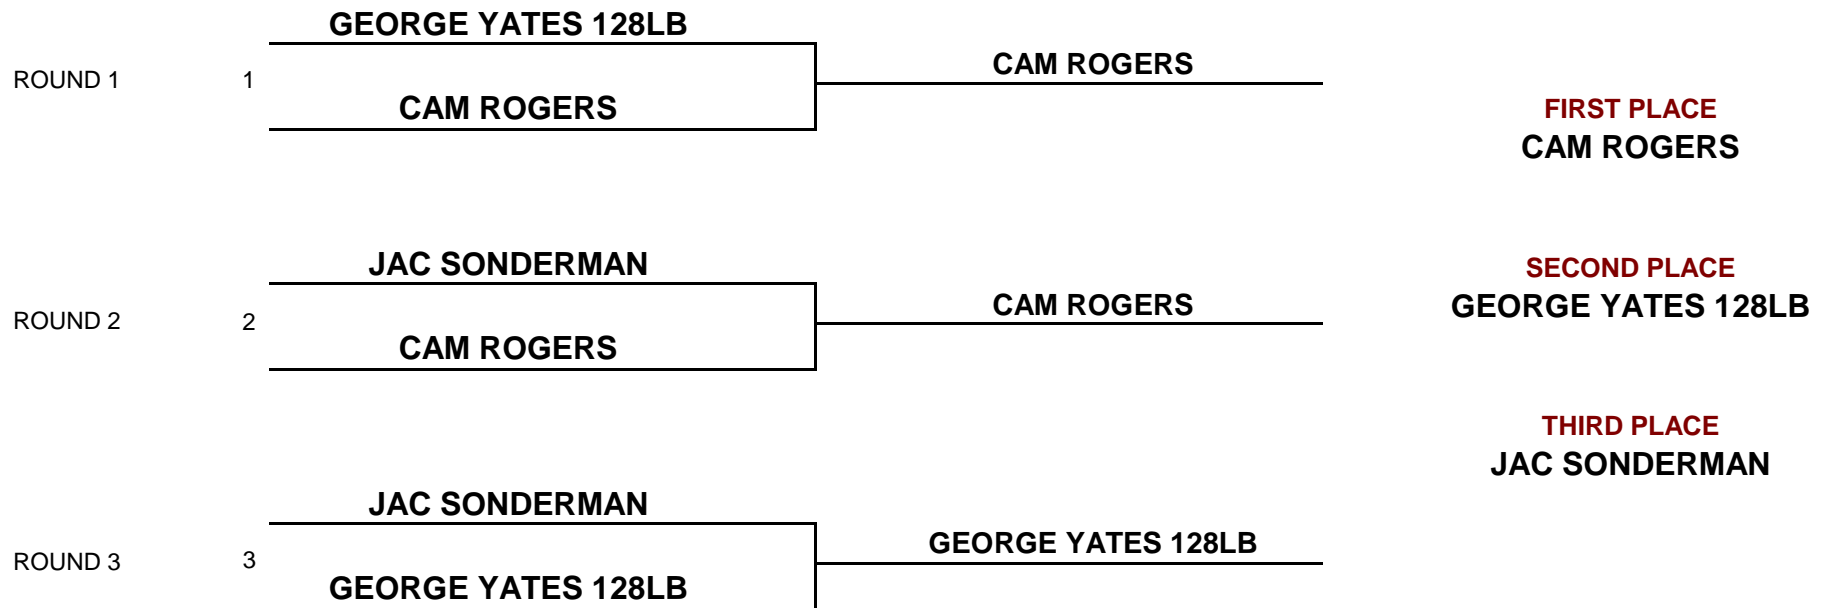 GEORGE YATES 128LB
CAM ROGERS
ROUND 1
1
CAM ROGERS
FIRST PLACE
CAM ROGERS
JAC SONDERMAN
SECOND PLACE
CAM ROGERS
GEORGE YATES 128LB
ROUND 2
2
CAM ROGERS
THIRD PLACE
JAC SONDERMAN
JAC SONDERMAN
GEORGE YATES 128LB
ROUND 3
3
GEORGE YATES 128LB